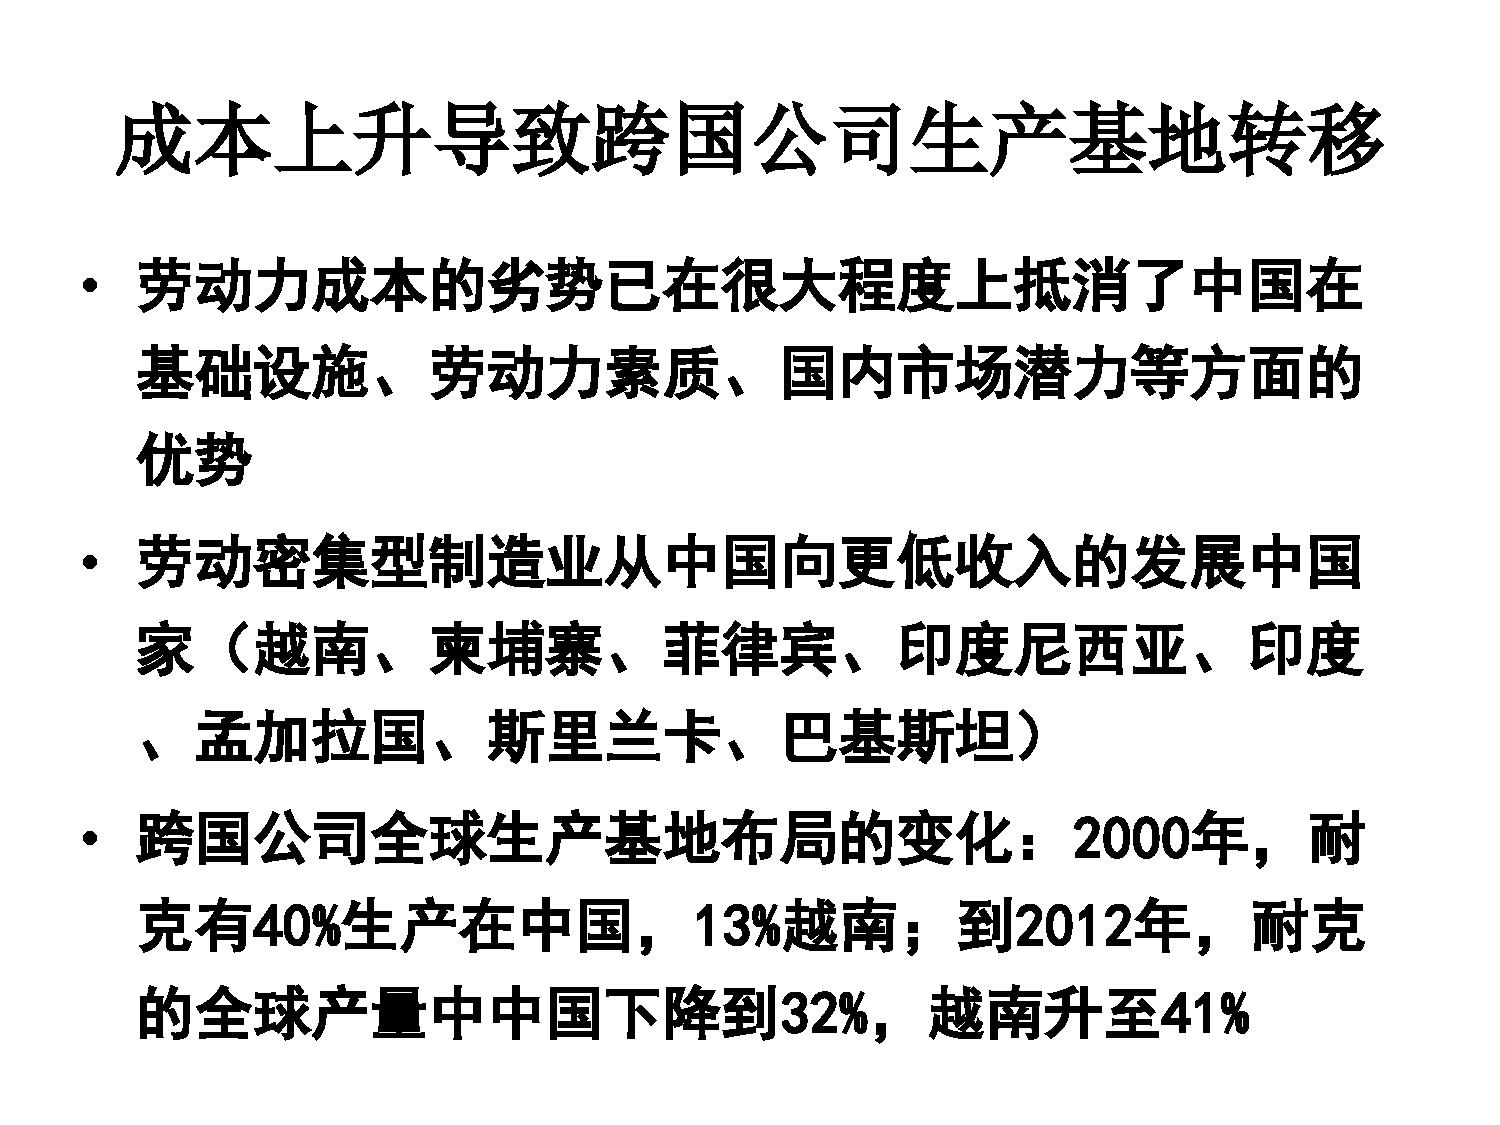 成本上升导致跨国公司生产基地转移
• 劳动力成本的劣势已在很大程度上抵消了中国在
基础设施、劳动力素质、国内市场潜力等方面的
优势
• 劳动密集型制造业从中国向更低收入的发展中国
家（越南、柬埔寨、菲律宾、印度尼西亚、印度
、孟加拉国、斯里兰卡、巴基斯坦）
• 跨国公司全球生产基地布局的变化：2000年，耐
克有40%生产在中国，13%越南；到2012年，耐克
的全球产量中中国下降到32%，越南升至41%